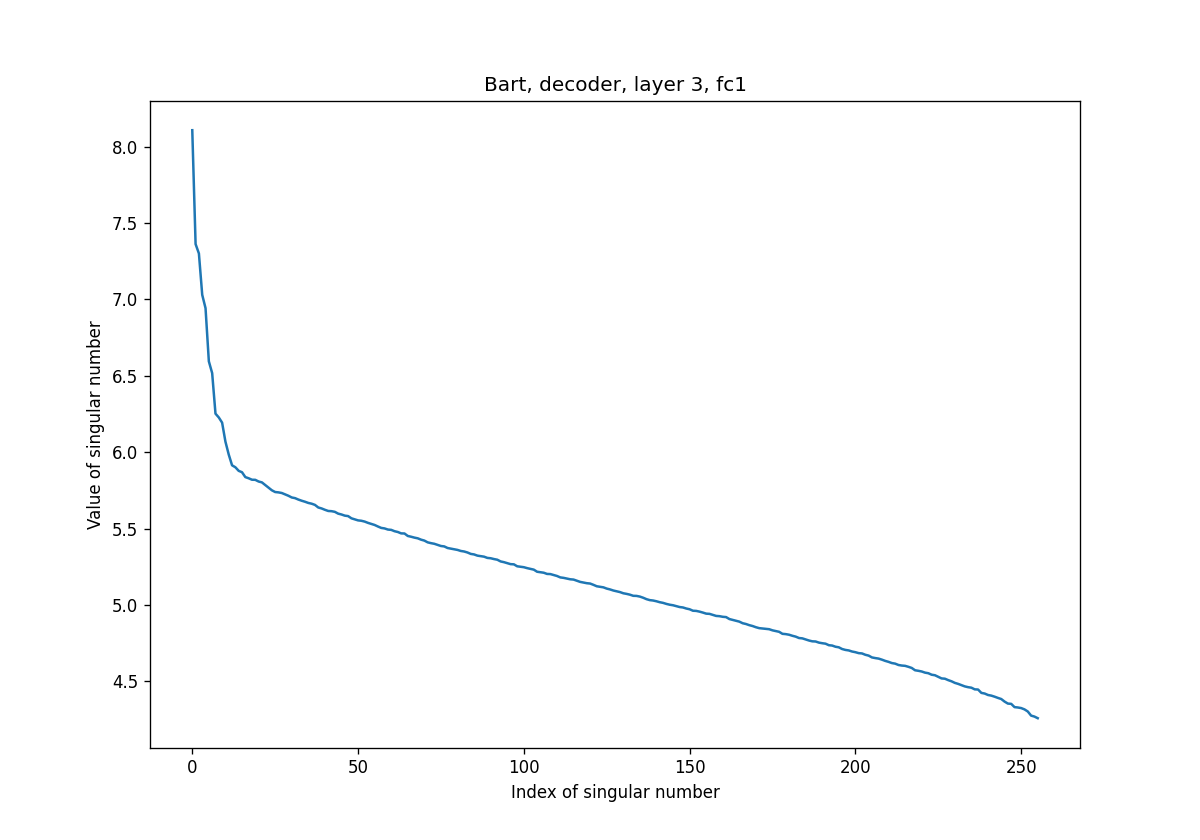 Bart, decoder, layer 3, fc1
8.0
7.5
7.0
6.5
6.0
5.5
5.0
4.5
Value of singular number
0 50 100 150 200 250
Index of singular number